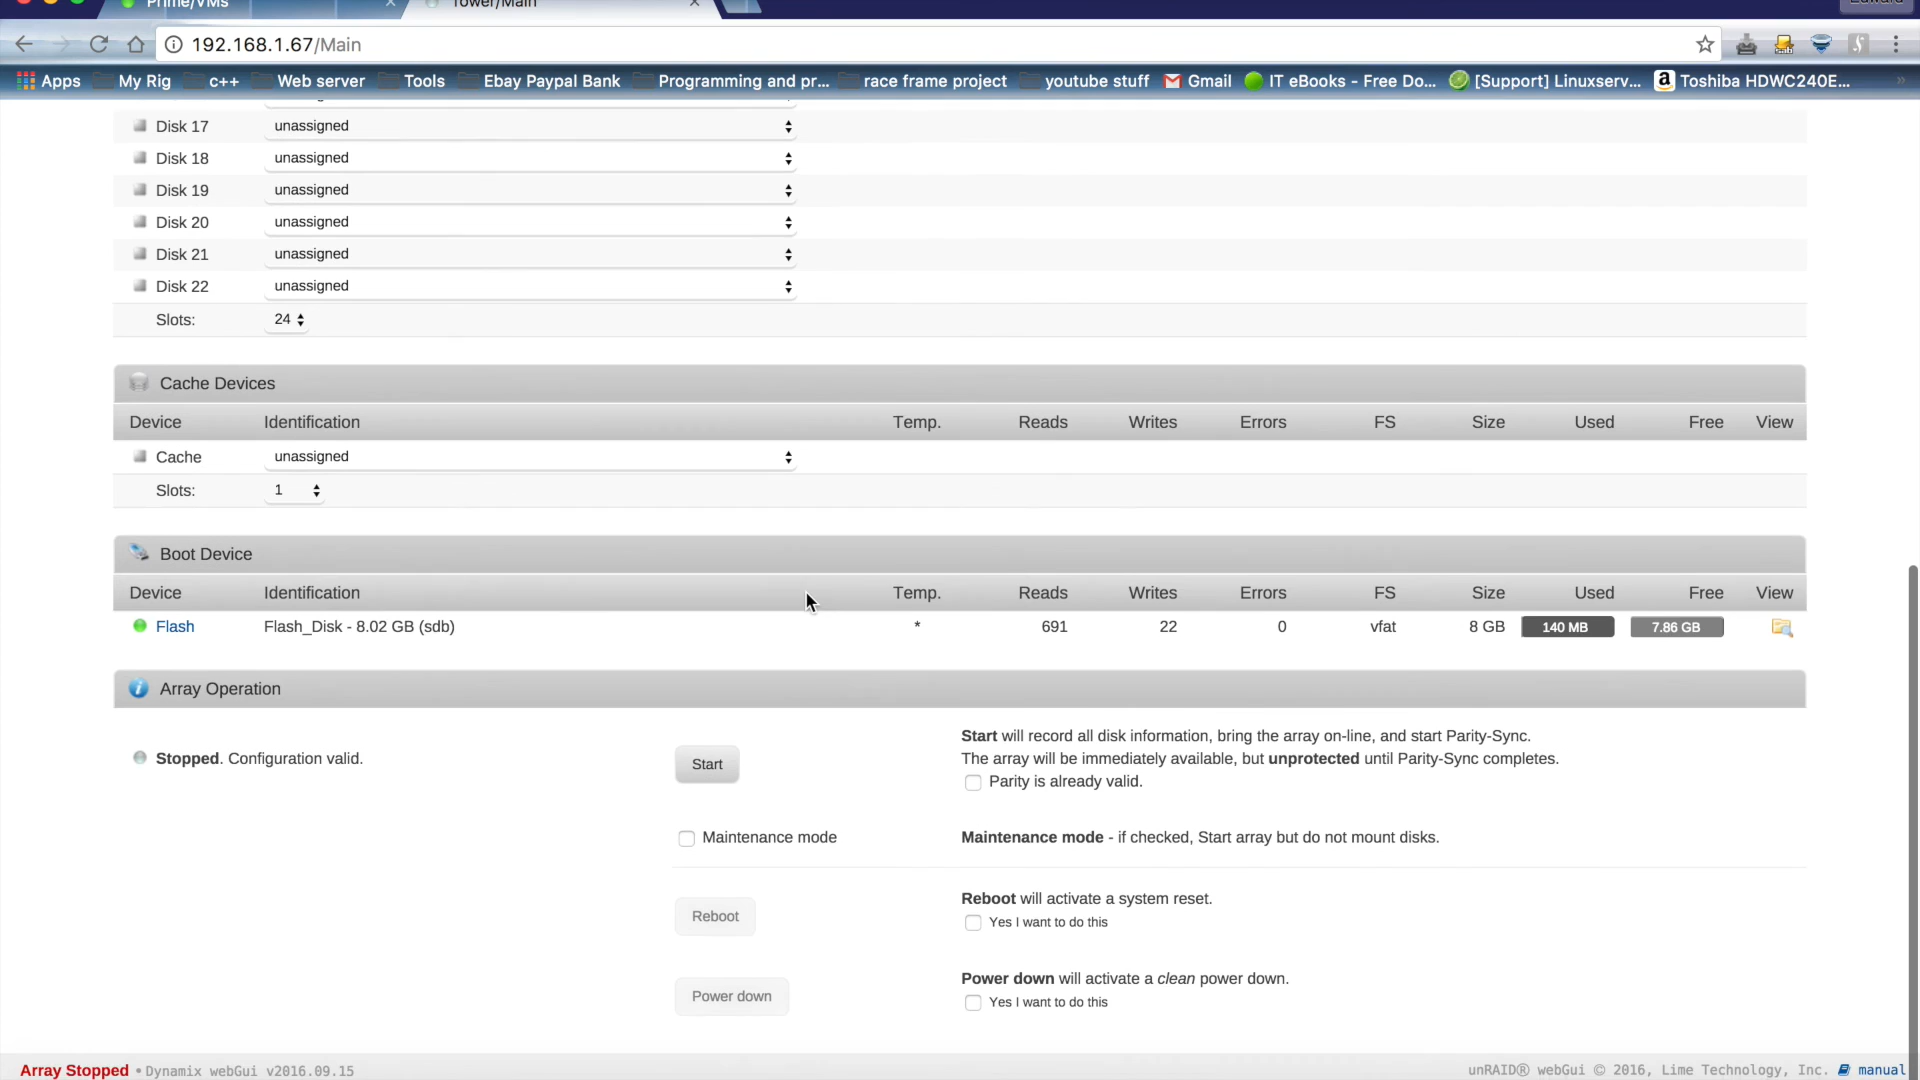 Prime/VMs Tower/Main Edward
192.168.1.67/Main
Apps My Rig c++ Web server Tools Ebay Paypal Bank Programming and pr... race frame project youtube stuff Gmail IT eBooks - Free Do... [Support] Linuxserv... Toshiba HDWC240E... »
Disk 17 unassigned
Disk 18 unassigned
Disk 19 unassigned
Disk 20 unassigned
Disk 21 unassigned
Disk 22 unassigned
Slots: 24
Cache Devices
Device Identification Temp. Reads Writes Errors FS Size Used Free View
Cache unassigned
Slots: 1
Boot Device
Device Identification Temp. Reads Writes Errors FS Size Used Free View
Flash Flash_Disk - 8.02 GB (sdb) * 691 22 0 vfat 8 GB 140 MB 7.86 GB
Array Operation
Start will record all disk information, bring the array on-line, and start Parity-Sync.
Stopped. Configuration valid. Start The array will be immediately available, but unprotected until Parity-Sync completes.
Parity is already valid.
Maintenance mode Maintenance mode - if checked, Start array but do not mount disks.
Reboot will activate a system reset.
Reboot Yes I want to do this
Power down will activate a clean power down.
Power down Yes I want to do this
Array Stopped • Dynamix webGui v2016.09.15 unRAID® webGui © 2016, Lime Technology, Inc. manual